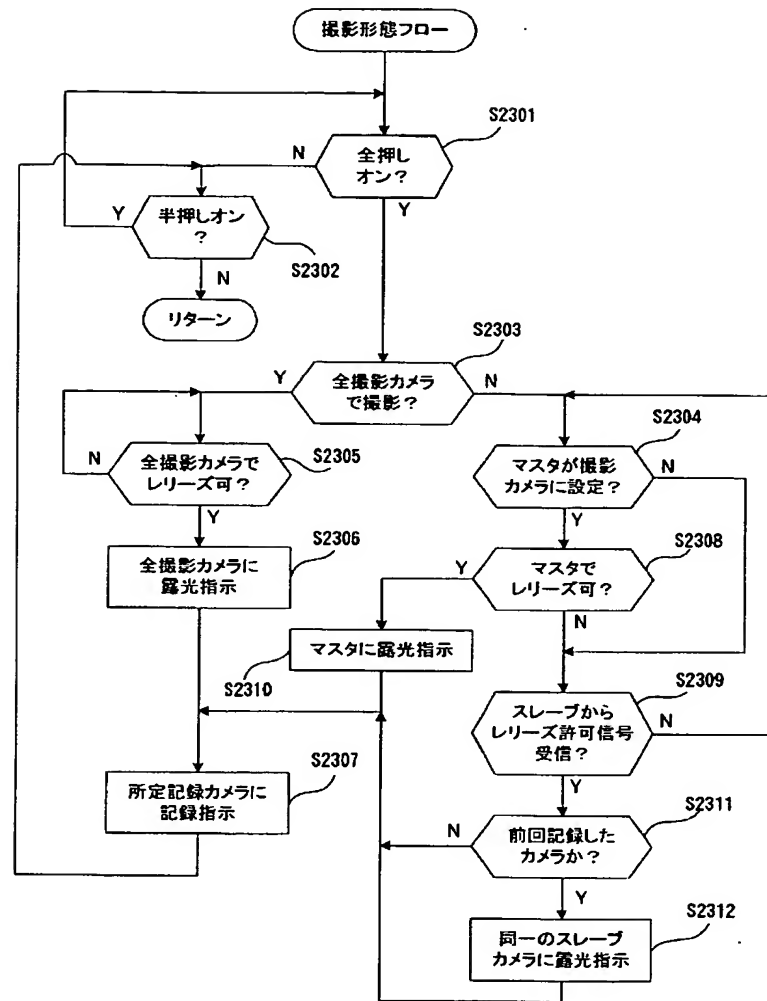 撮影形態フロー
S2301
N
全押し
オン?
Y
Y
半押しオン
?
S2302
N
リターン
S2303
Y
全撮影カメラ
で撮影?
N
S2304
全撮影カメラで
レリーズ可?
S2305
N
マスタが撮影
カメラに設定?
N
Y
Y
S2306
全撮影カメラに
露光指示
S2308
マスタで
レリーズ可?
Y
N
マスタに露光指示
S2310
S2309
スレーブから
レリーズ許可信号
受信?
N
Y
S2307
所定記録カメラに
記録指示
S2311
前回記録した
カメラか?
N
Y
S2312
同一のスレーブ
カメラに露光指示